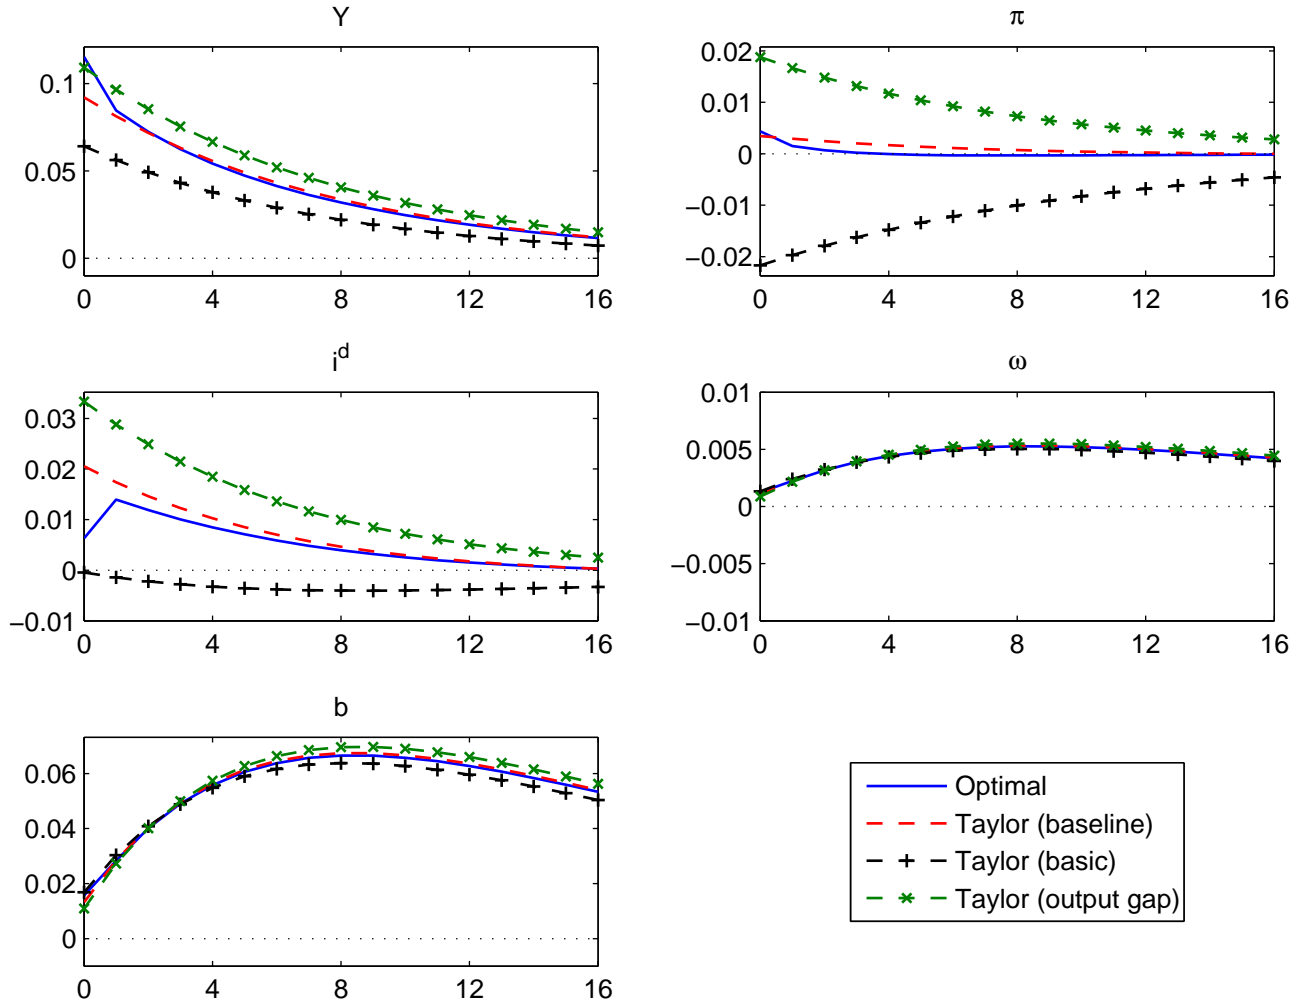 Y
0.1
0.05
0
0 4 8 12 16
π
0.02
0.01
0
−0.01
−0.02
0 4 8 12 16
i^d
0.03
0.02
0.01
0
−0.01
0 4 8 12 16
ω
0.01
0.005
0
−0.005
−0.01
0 4 8 12 16
b
0.06
0.04
0.02
0
0 4 8 12 16
Optimal
Taylor (baseline)
Taylor (basic)
Taylor (output gap)